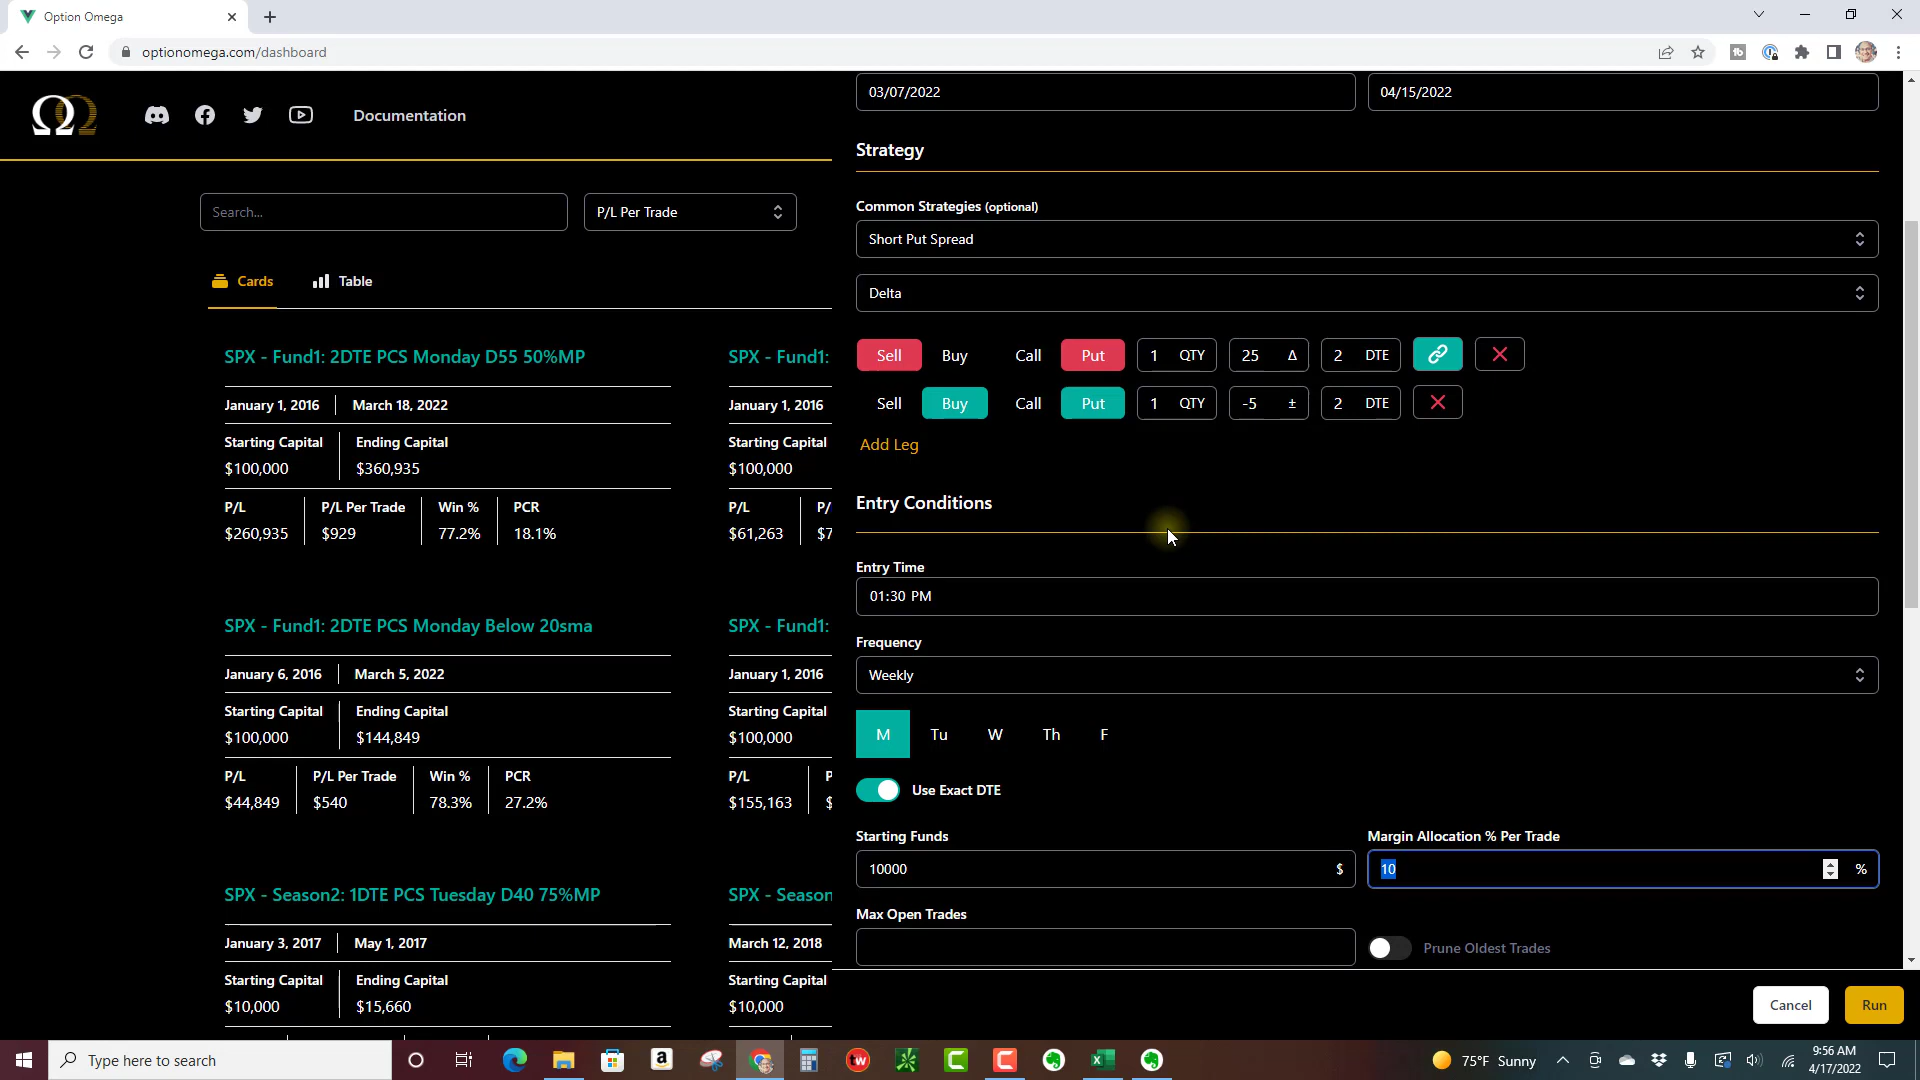 Option Omega
optionomega.com/dashboard
Documentation
Search...
P/L Per Trade
Cards
Table
SPX - Fund1: 2DTE PCS Monday D55 50%MP
January 1, 2016
March 18, 2022
Starting Capital
Ending Capital
$100,000
$360,935
P/L
P/L Per Trade
Win %
PCR
$260,935
$929
77.2%
18.1%
SPX - Fund1:
January 1, 2016
Starting Capital
$100,000
P/L
P/
$61,263
$7
SPX - Fund1: 2DTE PCS Monday Below 20sma
January 6, 2016
March 5, 2022
Starting Capital
Ending Capital
$100,000
$144,849
P/L
P/L Per Trade
Win %
PCR
$44,849
$540
78.3%
27.2%
SPX - Fund1:
January 1, 2016
Starting Capital
$100,000
P/L
P
$155,163
$
SPX - Season2: 1DTE PCS Tuesday D40 75%MP
January 3, 2017
May 1, 2017
Starting Capital
Ending Capital
$10,000
$15,660
SPX - Season
March 12, 2018
Starting Capital
$10,000
03/07/2022
04/15/2022
Strategy
Common Strategies (optional)
Short Put Spread
Delta
Sell Buy Call Put 1 QTY 25 Δ 2 DTE
Sell Buy Call Put 1 QTY -5 ± 2 DTE
Add Leg
Entry Conditions
Entry Time
01:30 PM
Frequency
Weekly
M Tu W Th F
Use Exact DTE
Starting Funds
10000 $
Margin Allocation % Per Trade
10 %
Max Open Trades
Prune Oldest Trades
Cancel
Run
Type here to search
75°F Sunny
9:56 AM
4/17/2022